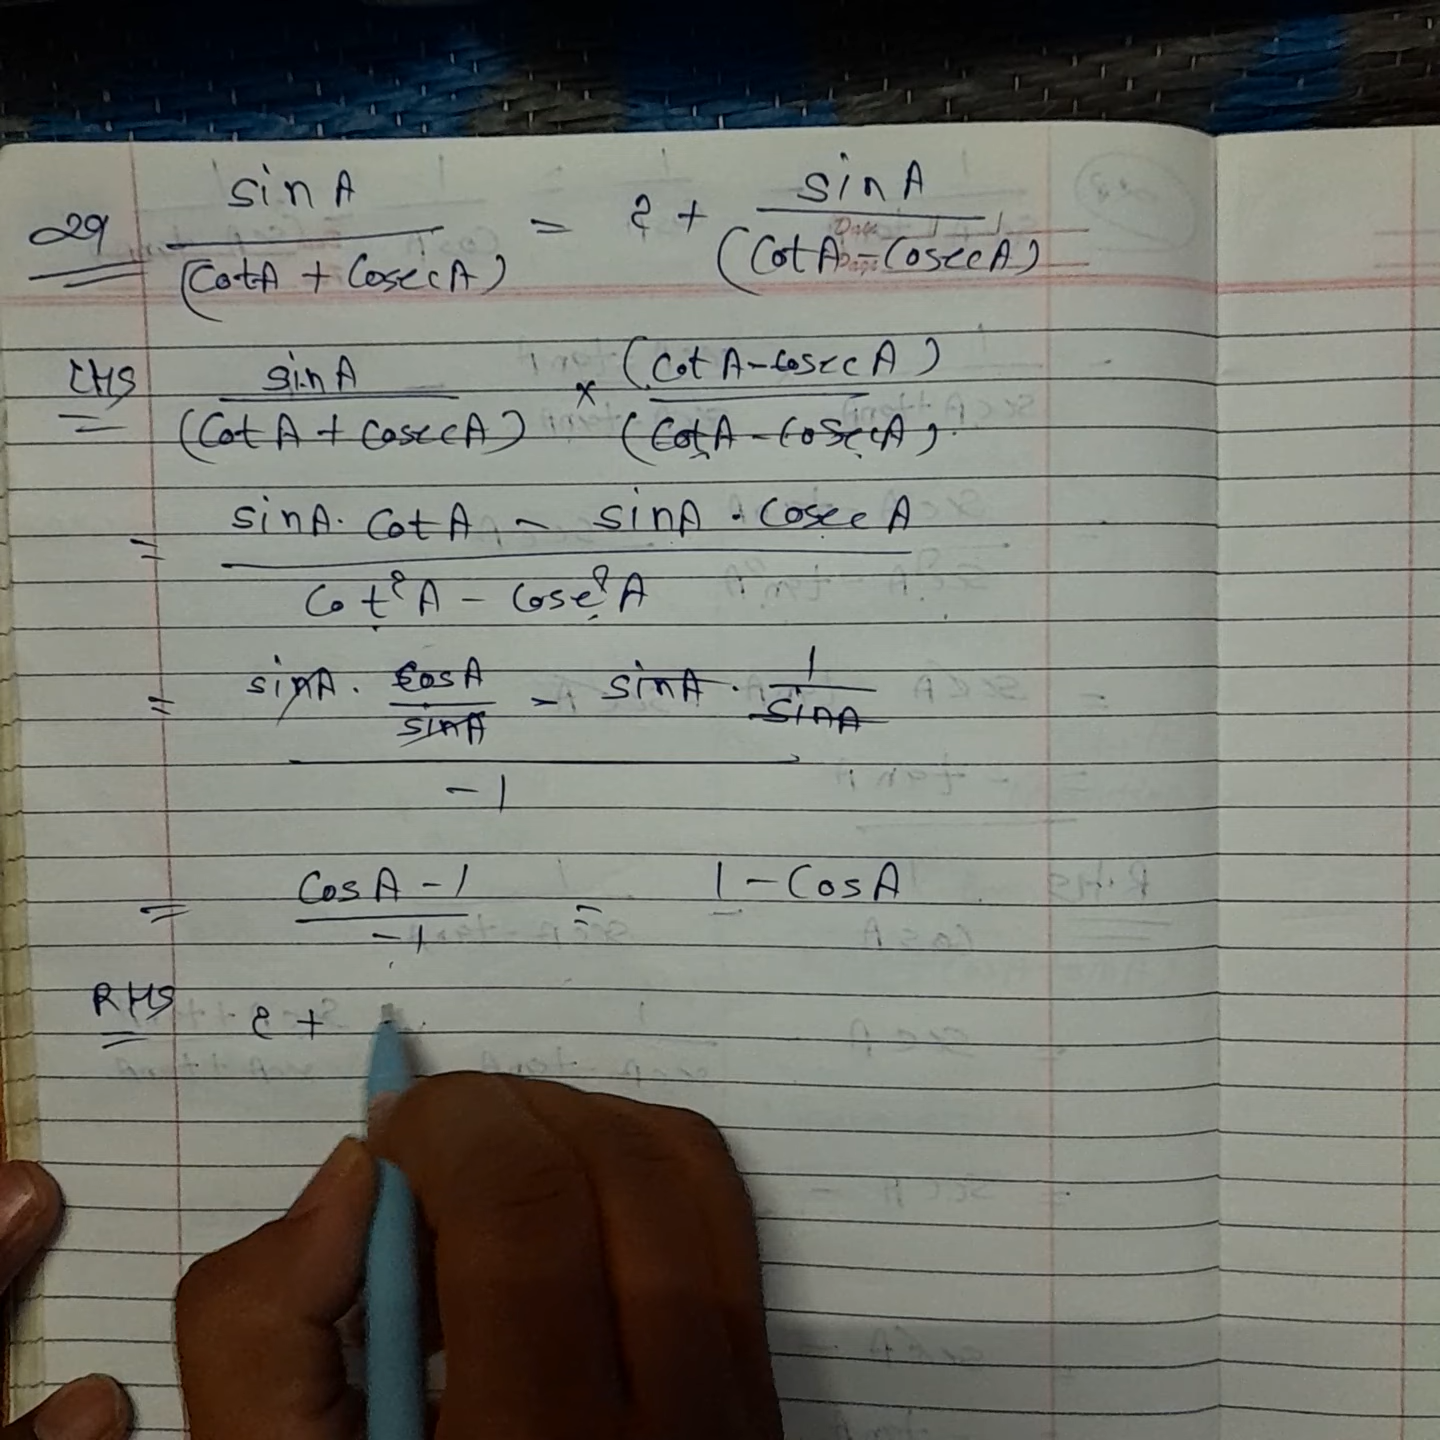 29 sinA / (cotA + cosecA) = 2 + sinA / (cotA - cosecA)
LHS sinA / (cotA + cosecA) × (cotA - cosecA) / (cotA - cosecA)
= sinA · cotA - sinA · cosecA / cot²A - cosec²A
= sinA · cosA / sinA - sinA · 1 / sinA / -1
= cosA - 1 / -1 = 1 - cosA
RHS 2 +